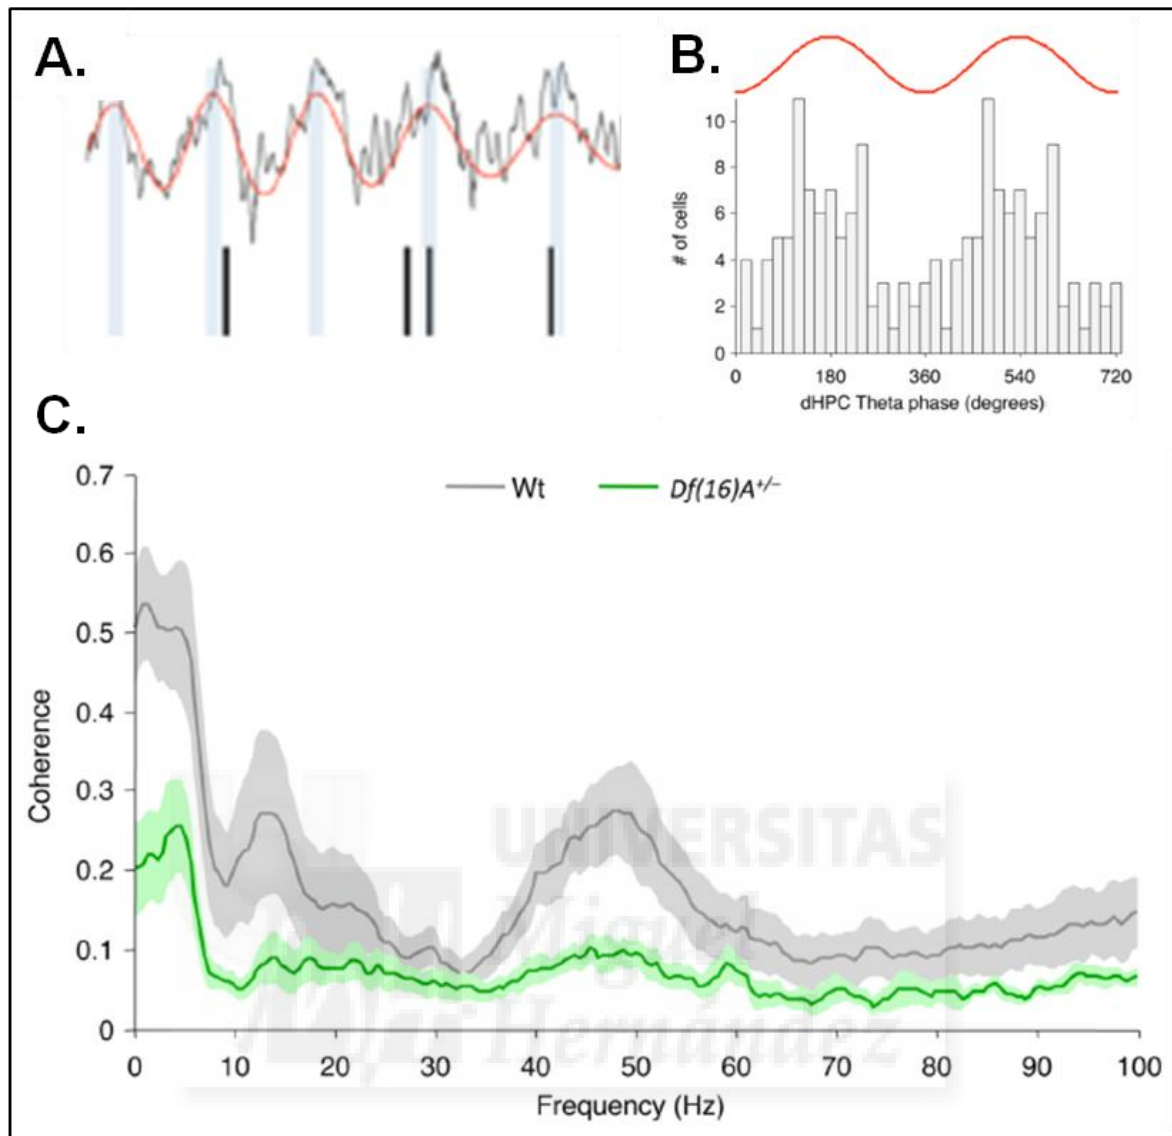 A.
B.
# of cells
10
8
6
4
2
0
0 180 360 540 720
dHPC Theta phase (degrees)
C.
Wt Df(16)A+/–
Coherence
0.7
0.6
0.5
0.4
0.3
0.2
0.1
0
0 10 20 30 40 50 60 70 80 90 100
Frequency (Hz)
UNIVERSITAS
Miguel
Hernández